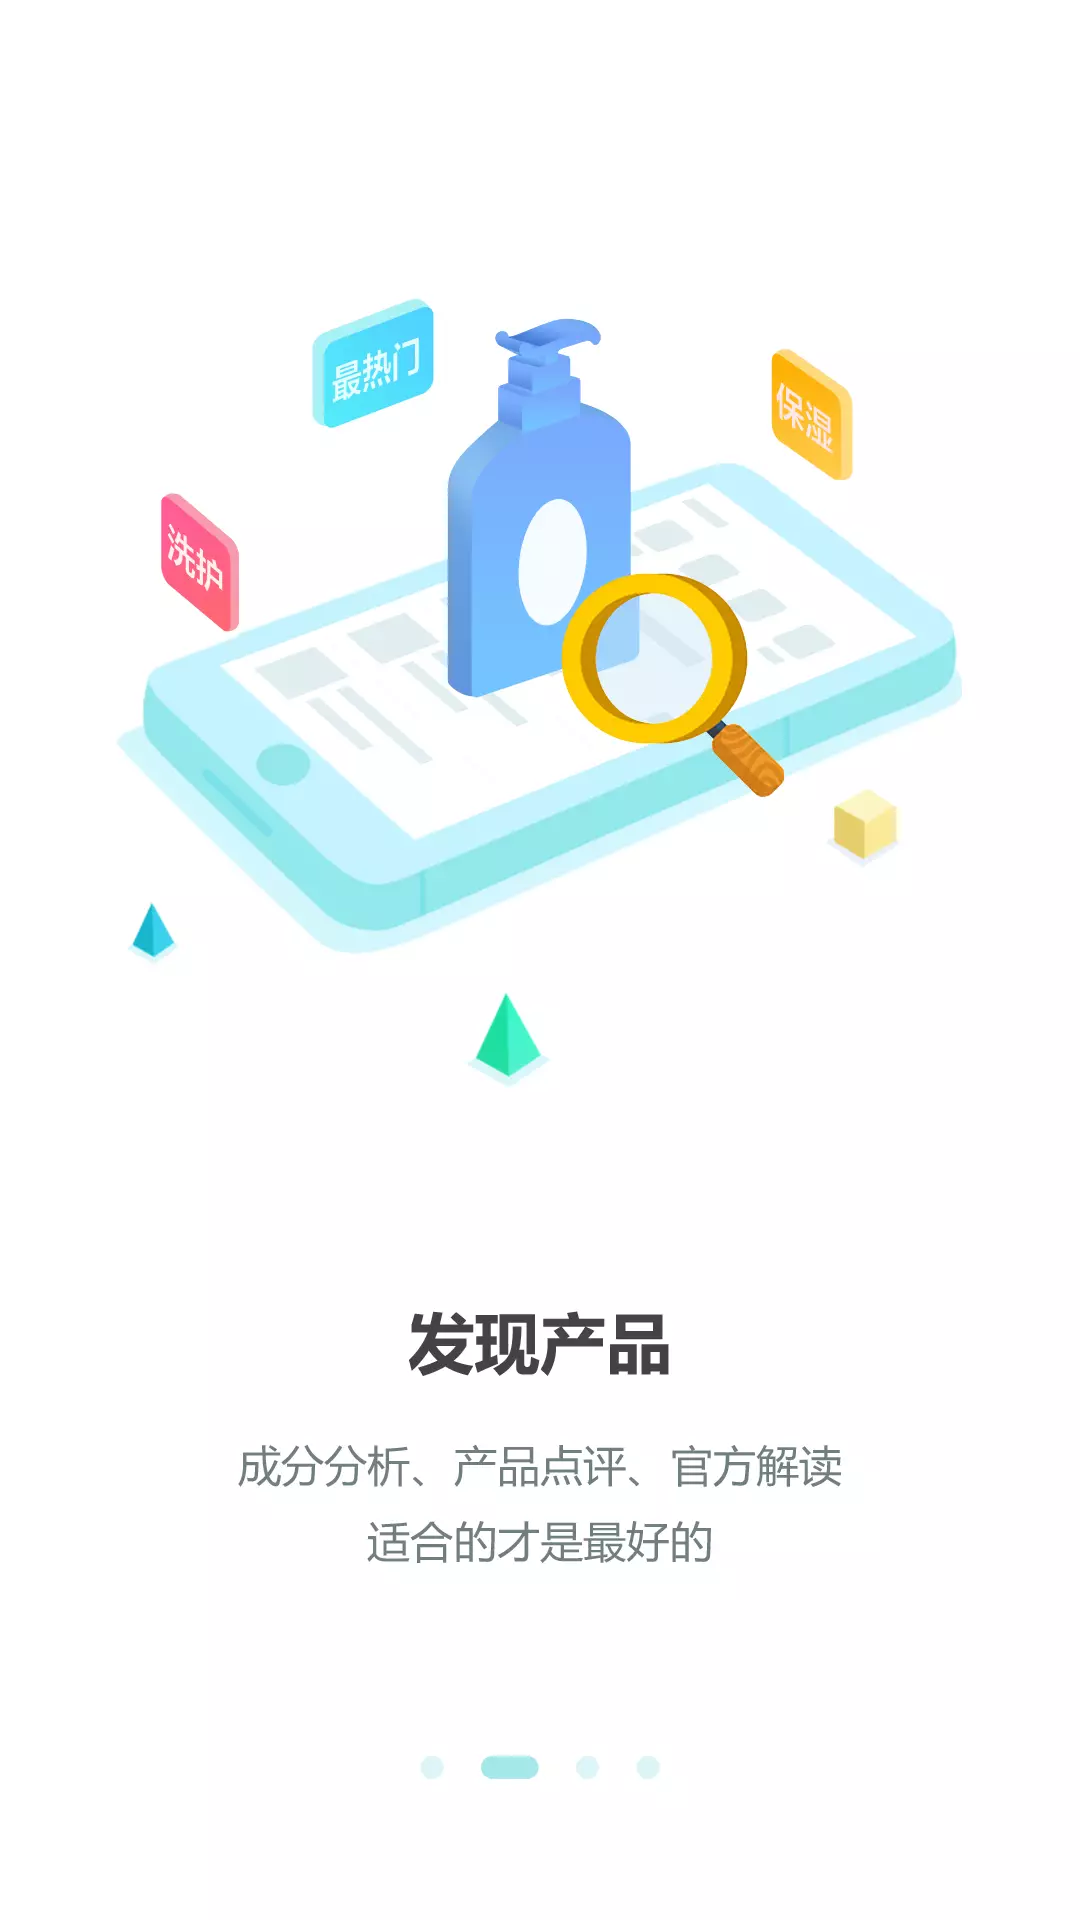 最热门
保湿
洗护
发现产品
成分分析、产品点评、官方解读
适合的才是最好的